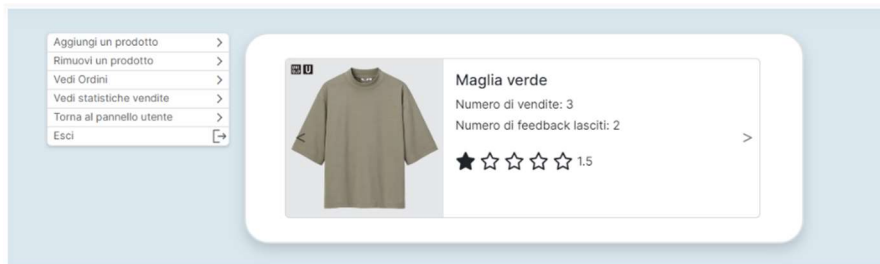 Aggiungi un prodotto
Rimuovi un prodotto
Vedi Ordini
Vedi statistiche vendite
Torna al pannello utente
Esci
U
Maglia verde
Numero di vendite: 3
Numero di feedback lasciti: 2
1.5